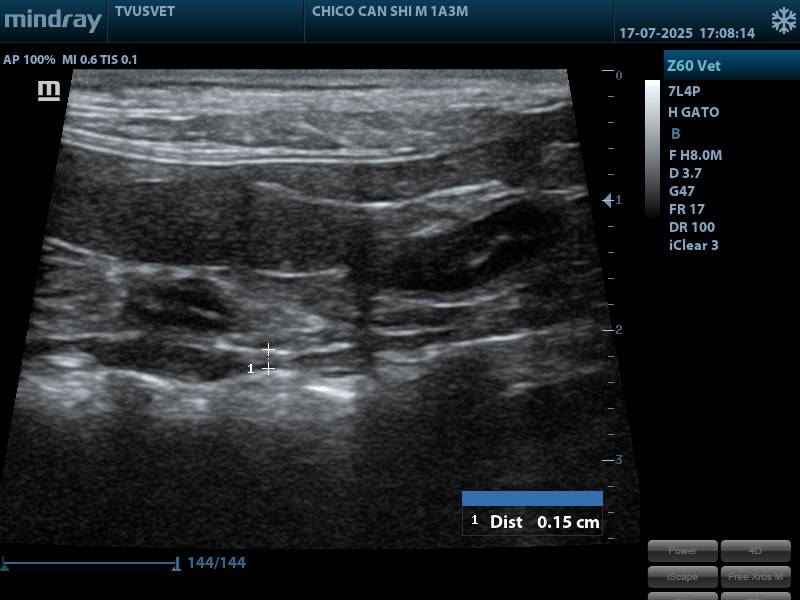 mindray TVUSVET CHICO CAN SHI M 1A3M
17-07-2025 17:08:14
AP 100% MI 0.6 TIS 0.1
m
Z60 Vet
7L4P
H GATO
B
F H8.0M
D 3.7
G47
FR 17
DR 100
iClear 3
0
1
2
3
1
1 Dist 0.15 cm
144/144
Power 4D
iScape Free Xros M